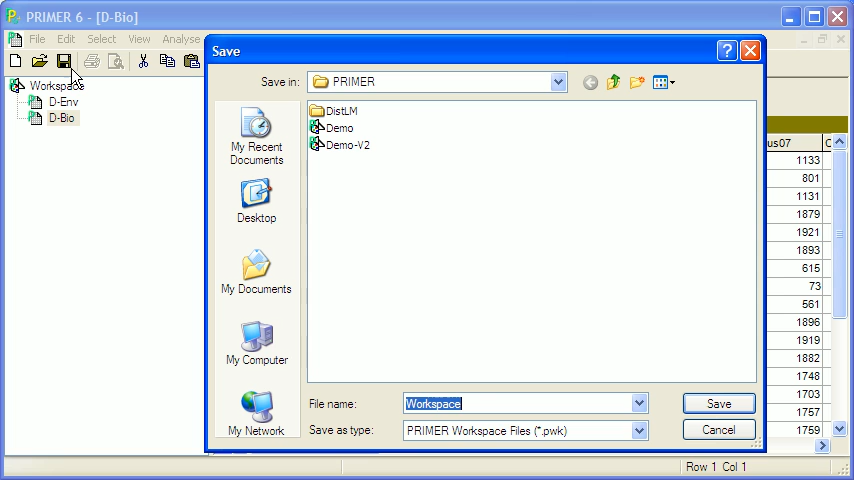 PRIMER 6 - [D-Bio]
File Edit Select View Analyse
Workspace
D-Env
D-Bio
Save
Save in: PRIMER
My Recent Documents
Desktop
My Documents
My Computer
My Network
DistLM
Demo
Demo-V2
File name: Workspace
Save as type: PRIMER Workspace Files (*.pwk)
Save
Cancel
us07
1133
801
1131
1879
1921
1893
615
73
561
1896
1919
1882
1748
1703
1757
1759
Row 1 Col 1